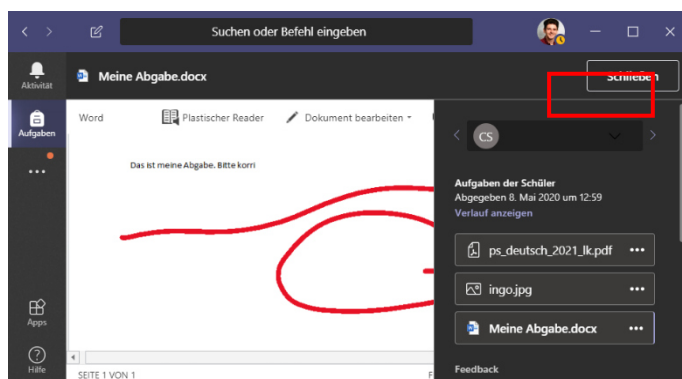 Suchen oder Befehl eingeben
Aktivität
Meine Abgabe.docx
Schließen
Aufgaben
Word
Plastischer Reader
Dokument bearbeiten
CS
Das ist meine Abgabe. Bitte korri
Aufgaben der Schüler
Abgegeben 8. Mai 2020 um 12:59
Verlauf anzeigen
ps_deutsch_2021_lk.pdf
ingo.jpg
Meine Abgabe.docx
Apps
Hilfe
SEITE 1 VON 1
Feedback